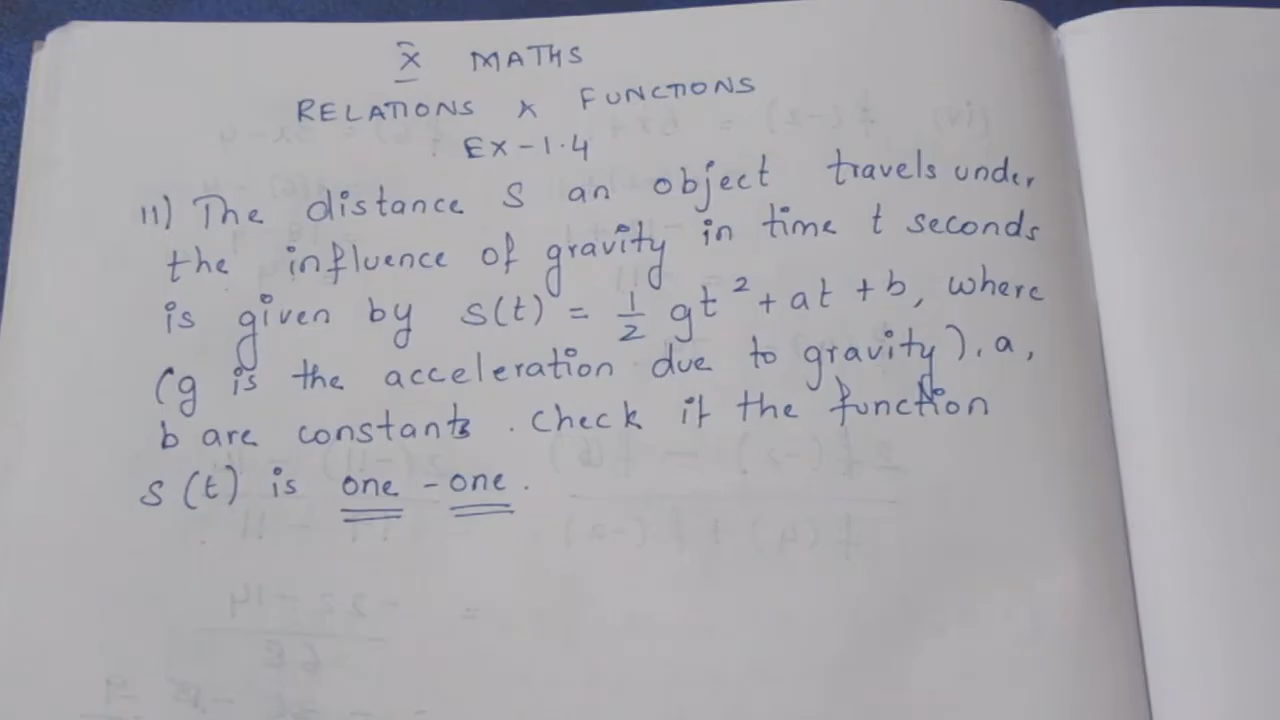 X MATHS
RELATIONS & FUNCTIONS
EX-1.4
11) The distance S an object travels under
the influence of gravity in time t seconds
is given by s(t) = 1/2 gt² + at + b, where
(g is the acceleration due to gravity), a,
b are constants. Check if the function
s(t) is one-one.